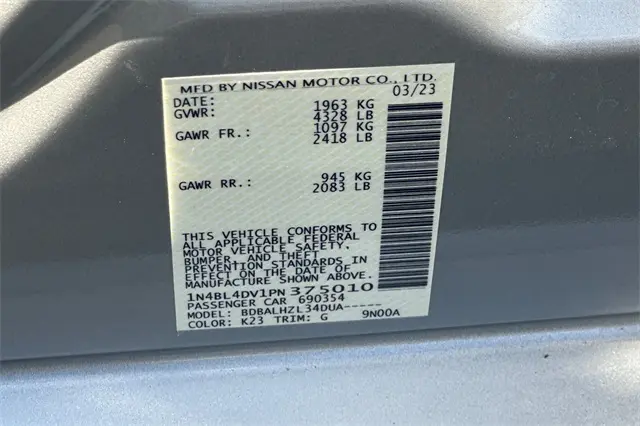 MFD BY NISSAN MOTOR CO., LTD.
03/23
DATE: 1963 KG
GVWR: 4328 LB
1097 KG
GAWR FR.: 2418 LB
945 KG
GAWR RR.: 2083 LB
THIS VEHICLE CONFORMS TO
ALL APPLICABLE FEDERAL
MOTOR VEHICLE SAFETY,
BUMPER, AND THEFT
PREVENTION STANDARDS IN
EFFECT ON THE DATE OF
MANUFACTURE SHOWN ABOVE.
1N4BL4DV1PN375010
PASSENGER CAR 690354
MODEL: BDBALHZL34DUA-----
COLOR: K23 TRIM: G 9N00A